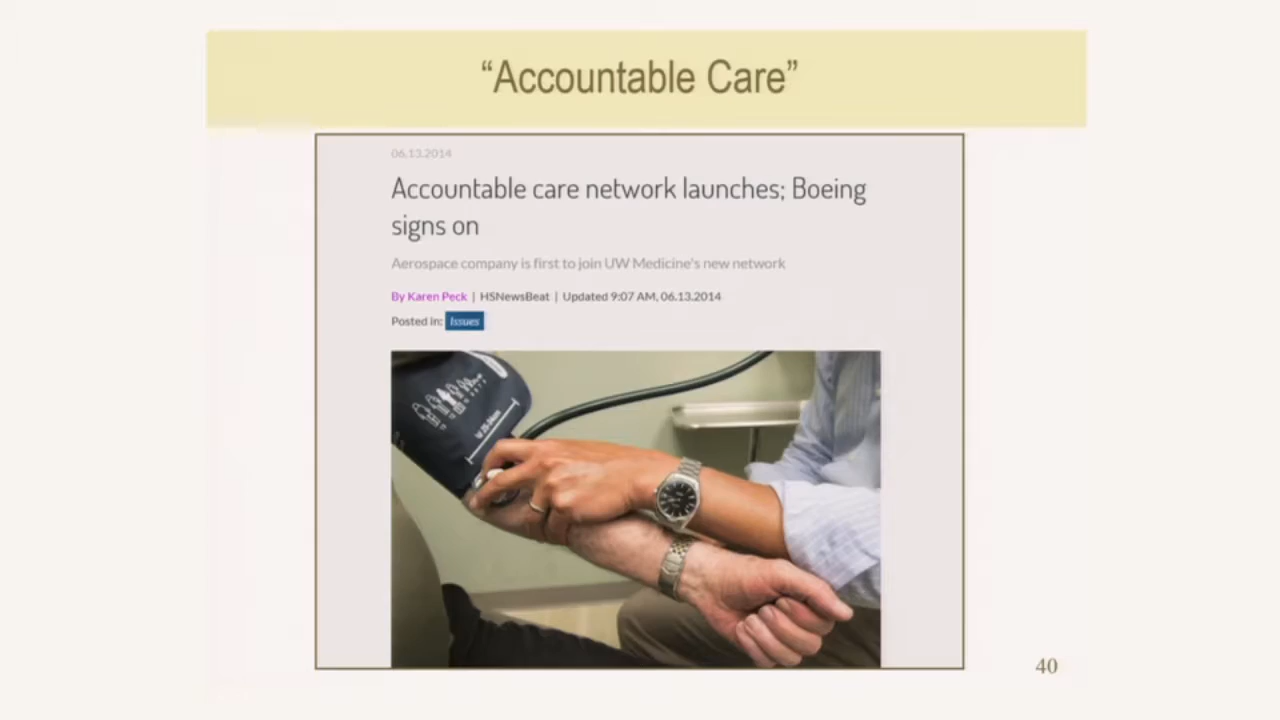 “Accountable Care”
06.13.2014
Accountable care network launches; Boeing
signs on
Aerospace company is first to join UW Medicine's new network
By Karen Peck | HSNewsBeat | Updated 9:07 AM, 06.13.2014
Posted in: Issues
40